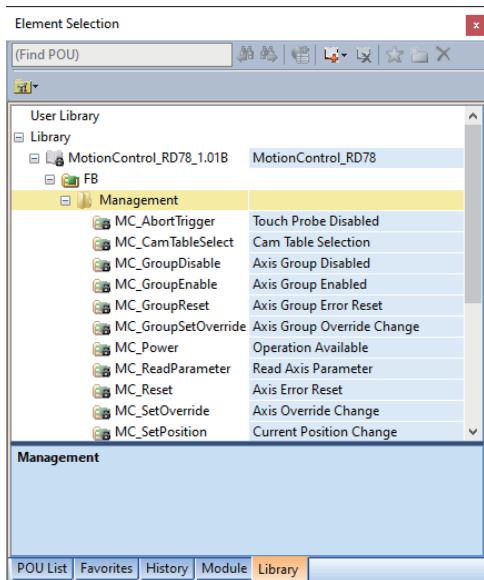 Element Selection
(Find POU)
User Library
Library
MotionControl_RD78_1.01B MotionControl_RD78
FB
Management
MC_AbortTrigger Touch Probe Disabled
MC_CamTableSelect Cam Table Selection
MC_GroupDisable Axis Group Disabled
MC_GroupEnable Axis Group Enabled
MC_GroupReset Axis Group Error Reset
MC_GroupSetOverride Axis Group Override Change
MC_Power Operation Available
MC_ReadParameter Read Axis Parameter
MC_Reset Axis Error Reset
MC_SetOverride Axis Override Change
MC_SetPosition Current Position Change
Management
POU List Favorites History Module Library